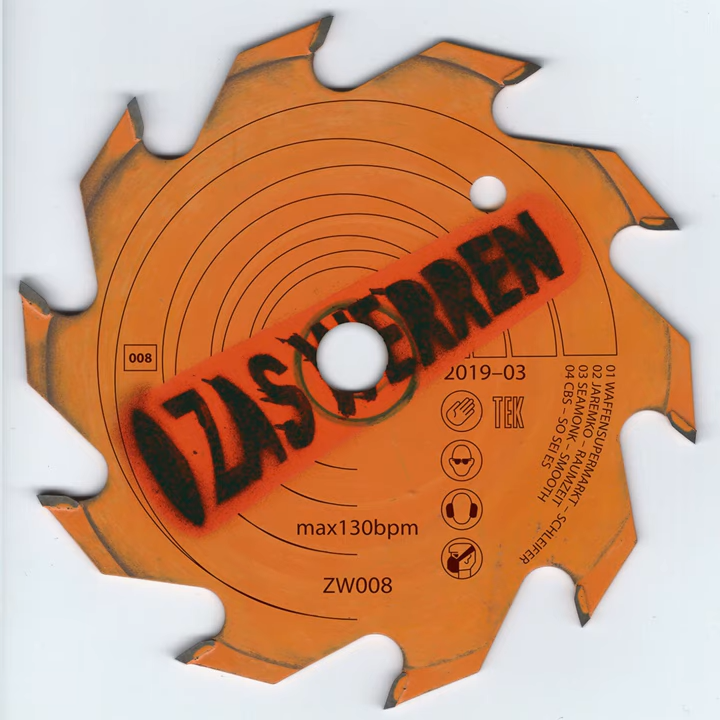 ZASWERREN
008
2019–03
TEK
01 WAFFENSUPERMARKT – SCHLEIFER
02 JAREMKO – RAUMZEIT
03 SEAMONK – SMOOTH
04 CBS – SO SEI ES
max130bpm
ZW008